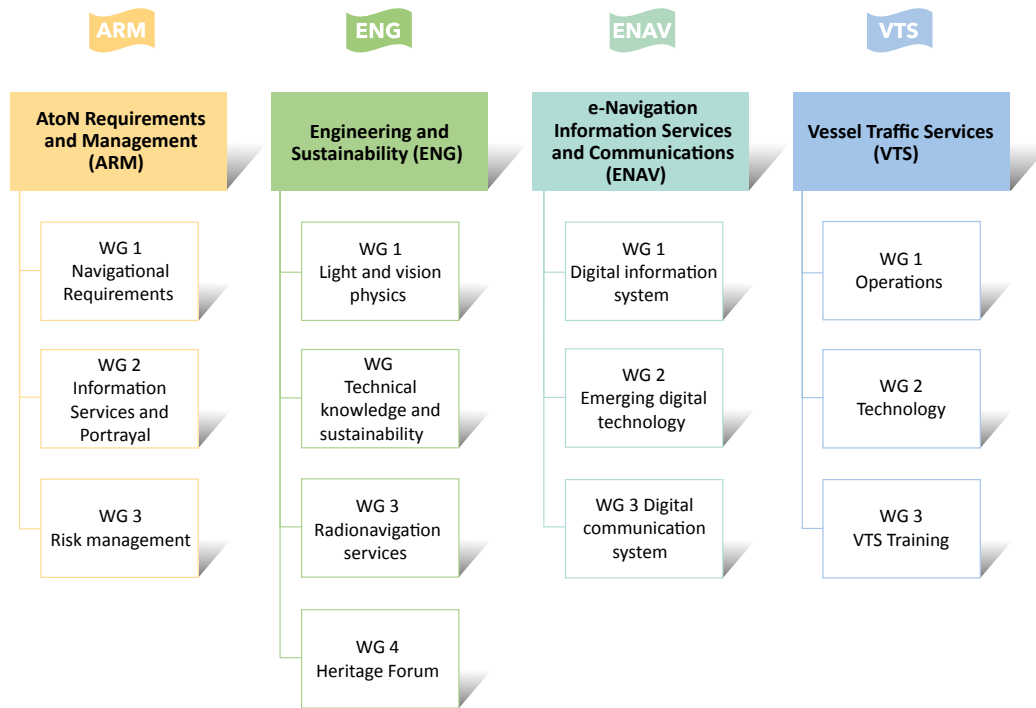 ARM
ENG
ENAV
VTS
AtoN Requirements
and Management
(ARM)
WG 1
Navigational
Requirements
WG 2
Information
Services and
Portrayal
WG 3
Risk management
Engineering and
Sustainability (ENG)
WG 1
Light and vision
physics
WG
Technical
knowledge and
sustainability
WG 3
Radionavigation
services
WG 4
Heritage Forum
e-Navigation
Information Services
and Communications
(ENAV)
WG 1
Digital information
system
WG 2
Emerging digital
technology
WG 3 Digital
communication
system
Vessel Traffic Services
(VTS)
WG 1
Operations
WG 2
Technology
WG 3
VTS Training